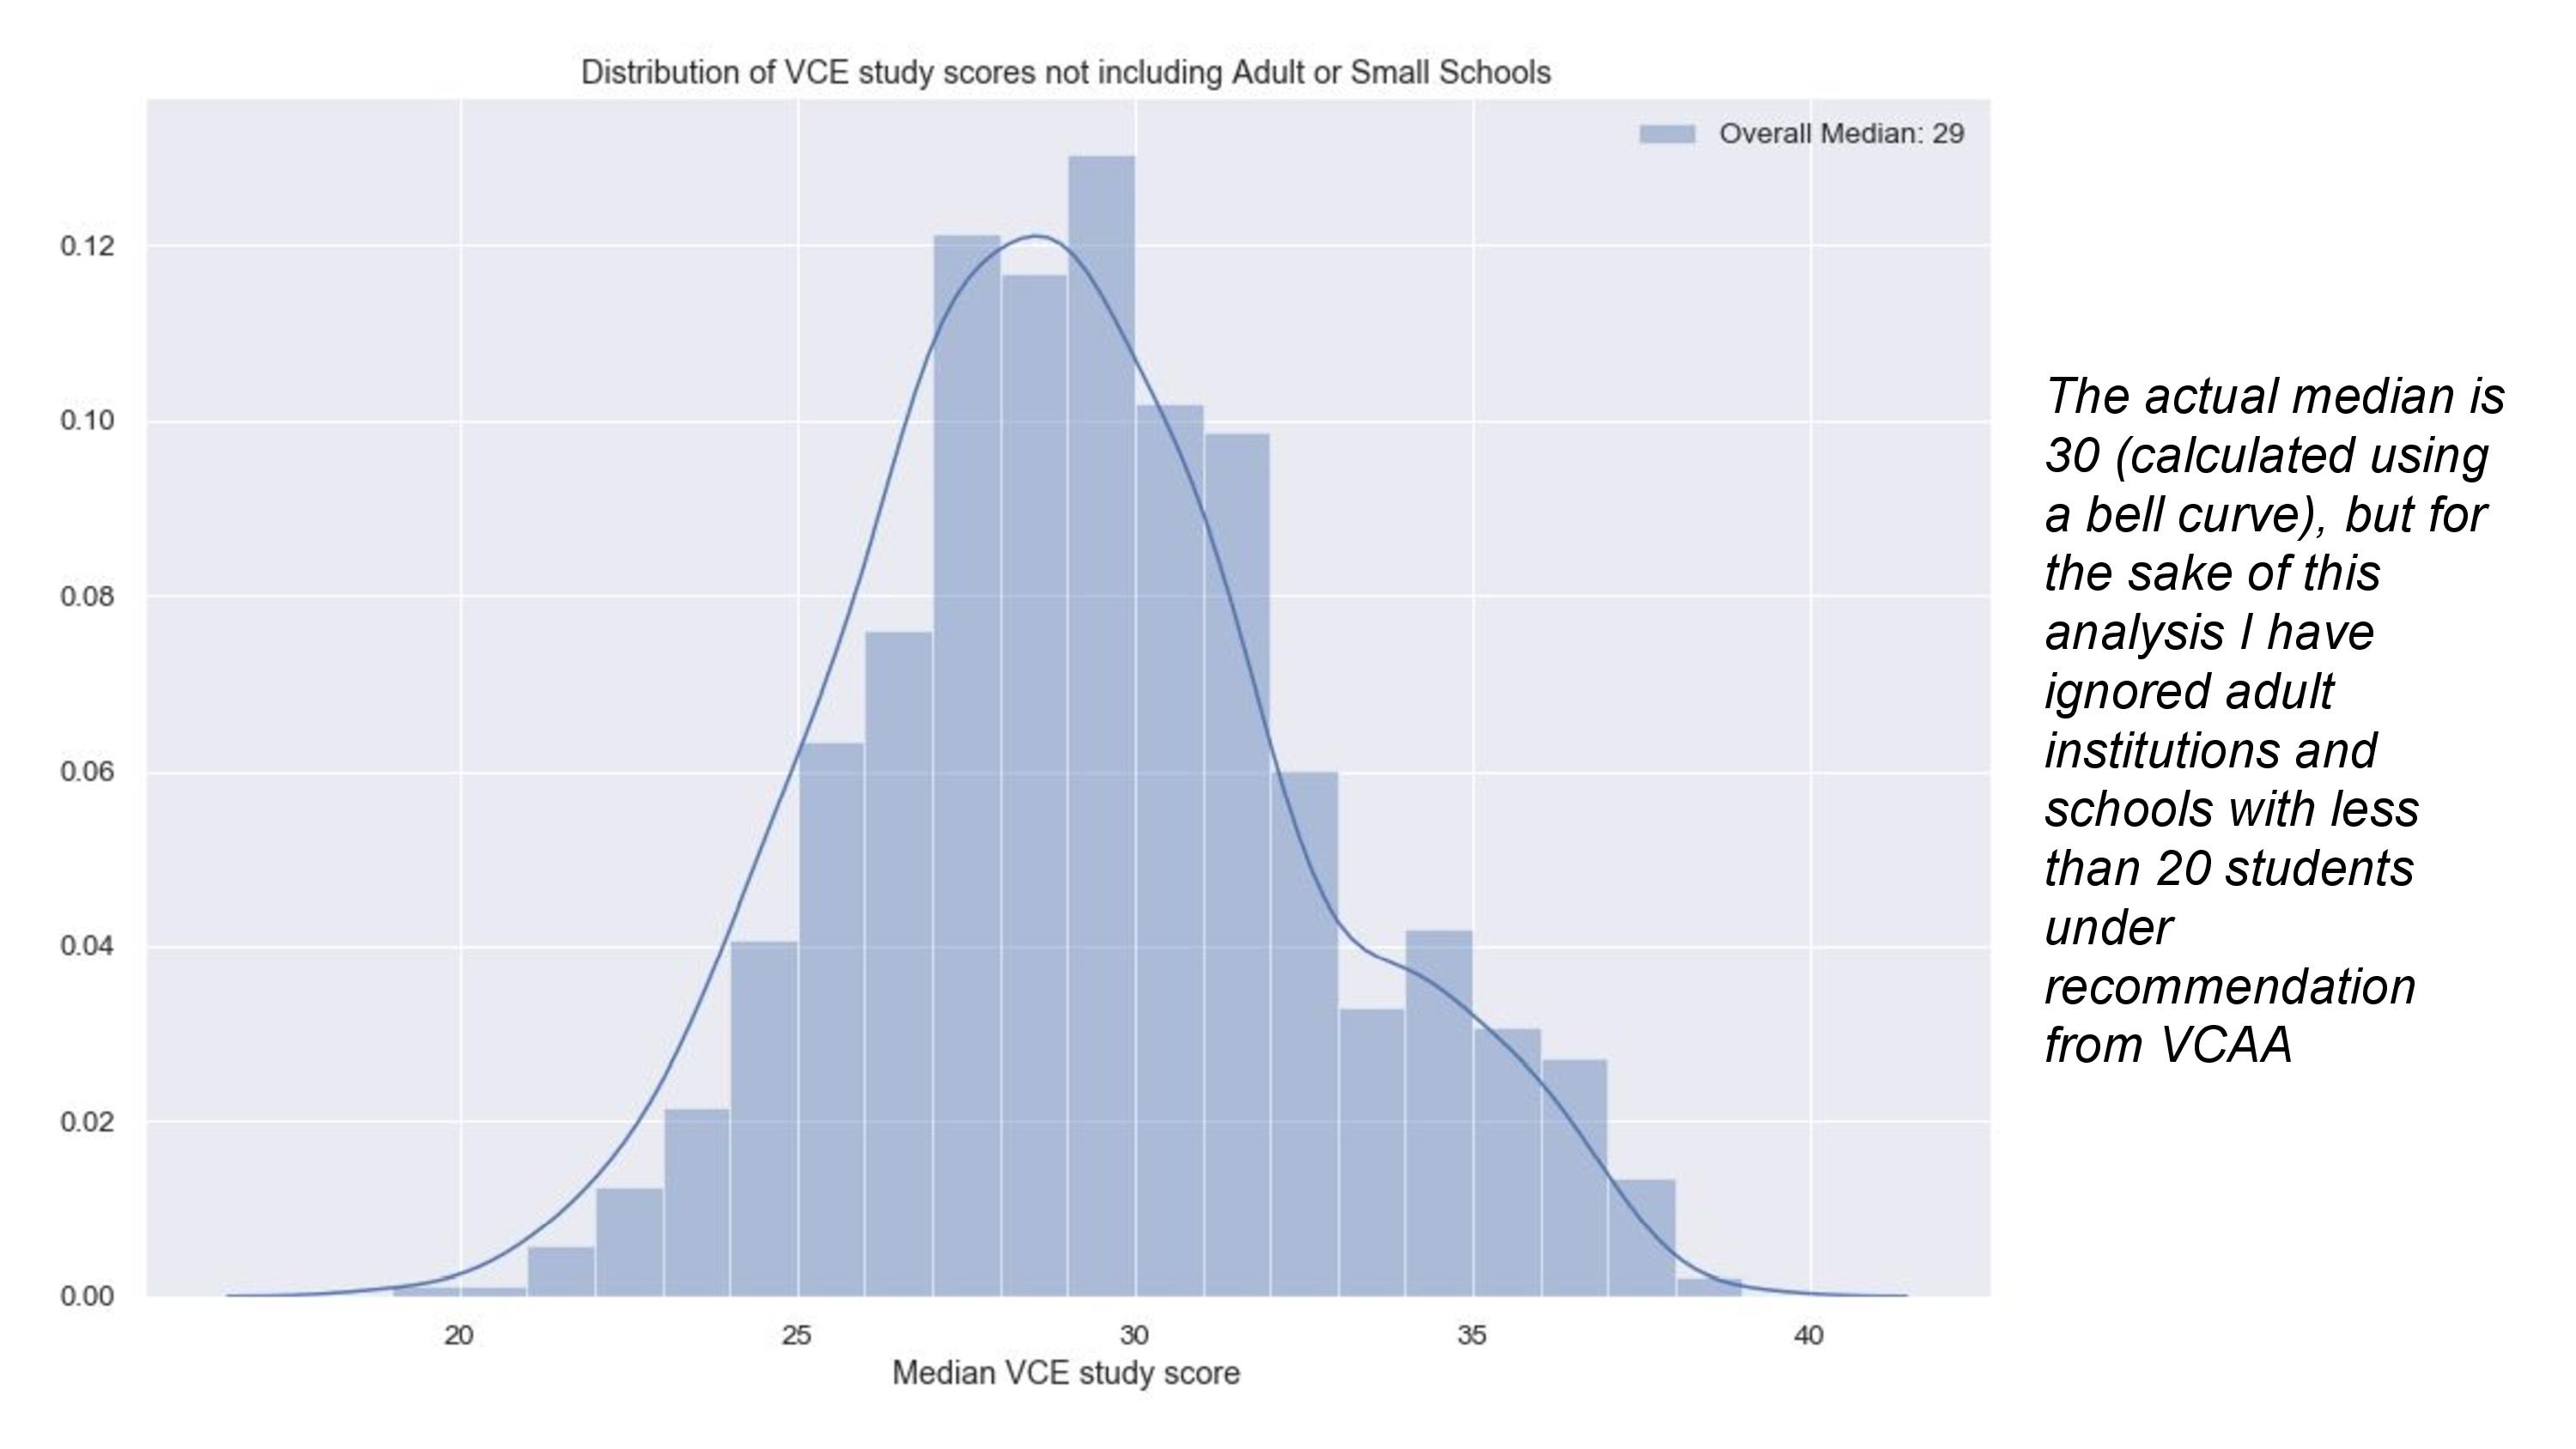 Distribution of VCE study scores not including Adult or Small Schools
Overall Median: 29
0.12
0.10
0.08
0.06
0.04
0.02
0.00
20 25 30 35 40
Median VCE study score
The actual median is
30 (calculated using
a bell curve), but for
the sake of this
analysis I have
ignored adult
institutions and
schools with less
than 20 students
under
recommendation
from VCAA